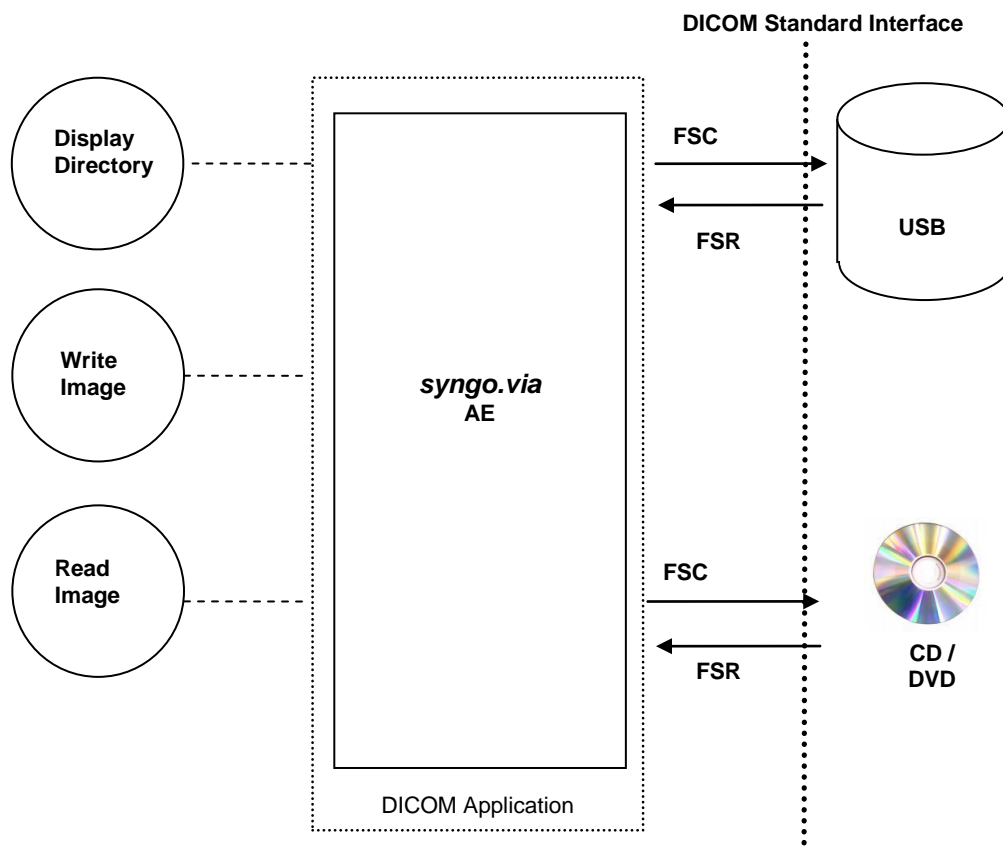 DICOM Standard Interface
Display
Directory
FSC
FSR
USB
Write
Image
syngo.via
AE
Read
Image
FSC
FSR
CD /
DVD
DICOM Application